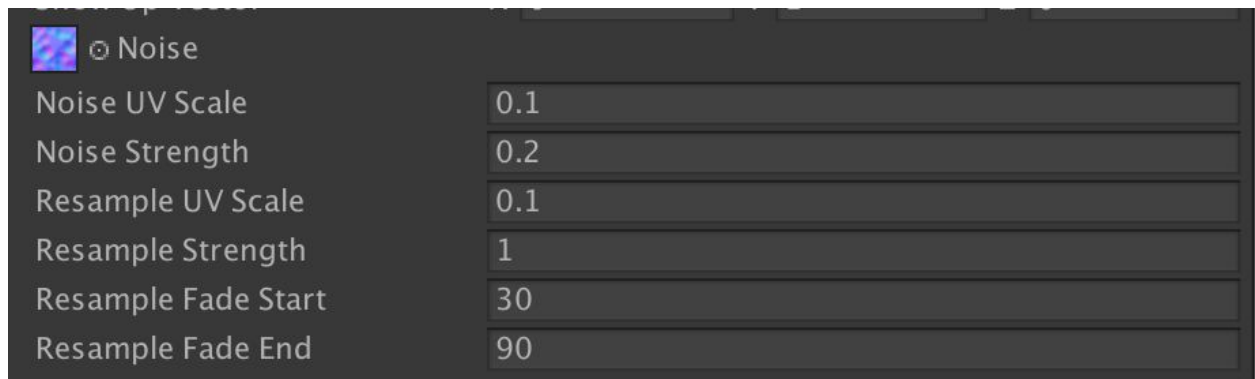 Noise
Noise UV Scale 0.1
Noise Strength 0.2
Resample UV Scale 0.1
Resample Strength 1
Resample Fade Start 30
Resample Fade End 90